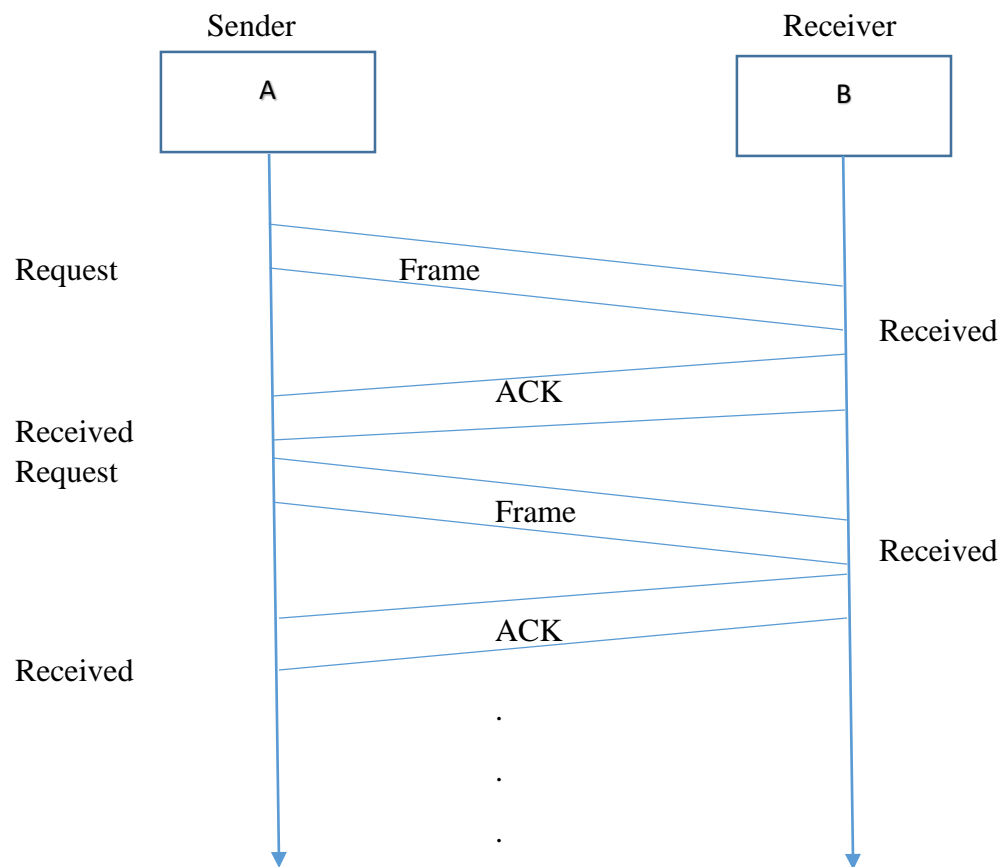 Sender
Receiver
A
B
Request
Frame
Received
ACK
Received
Request
Frame
Received
ACK
Received
.
.
.